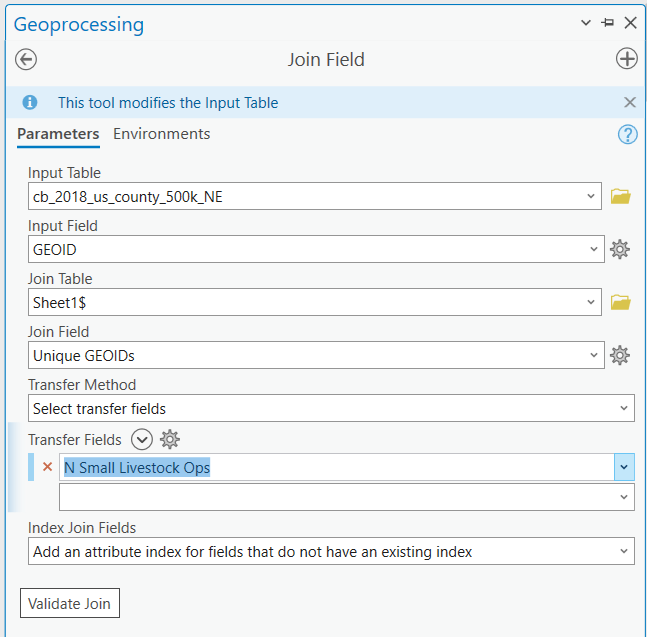 Geoprocessing
Join Field
This tool modifies the Input Table
Parameters Environments
Input Table
cb_2018_us_county_500k_NE
Input Field
GEOID
Join Table
Sheet1$
Join Field
Unique GEOIDs
Transfer Method
Select transfer fields
Transfer Fields
N Small Livestock Ops
Index Join Fields
Add an attribute index for fields that do not have an existing index
Validate Join